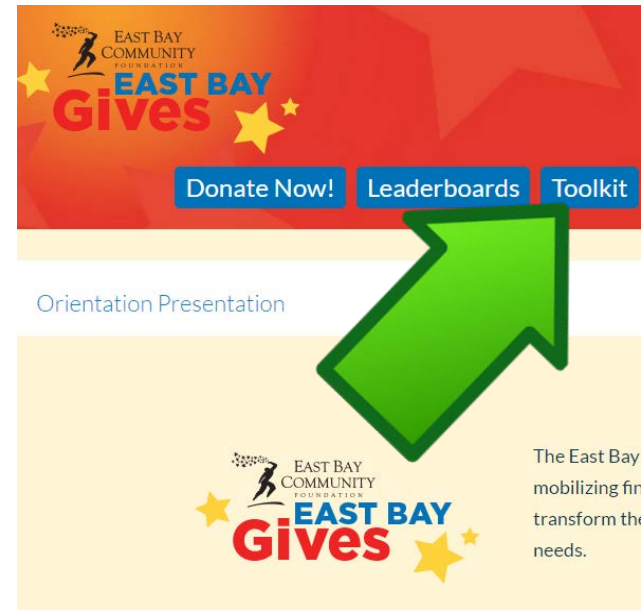 EAST BAY
COMMUNITY
FOUNDATION
EAST BAY
Gives
Donate Now! Leaderboards Toolkit
Orientation Presentation
EAST BAY
COMMUNITY
FOUNDATION
EAST BAY
Gives
The East Bay
mobilizing fin
transform the
needs.